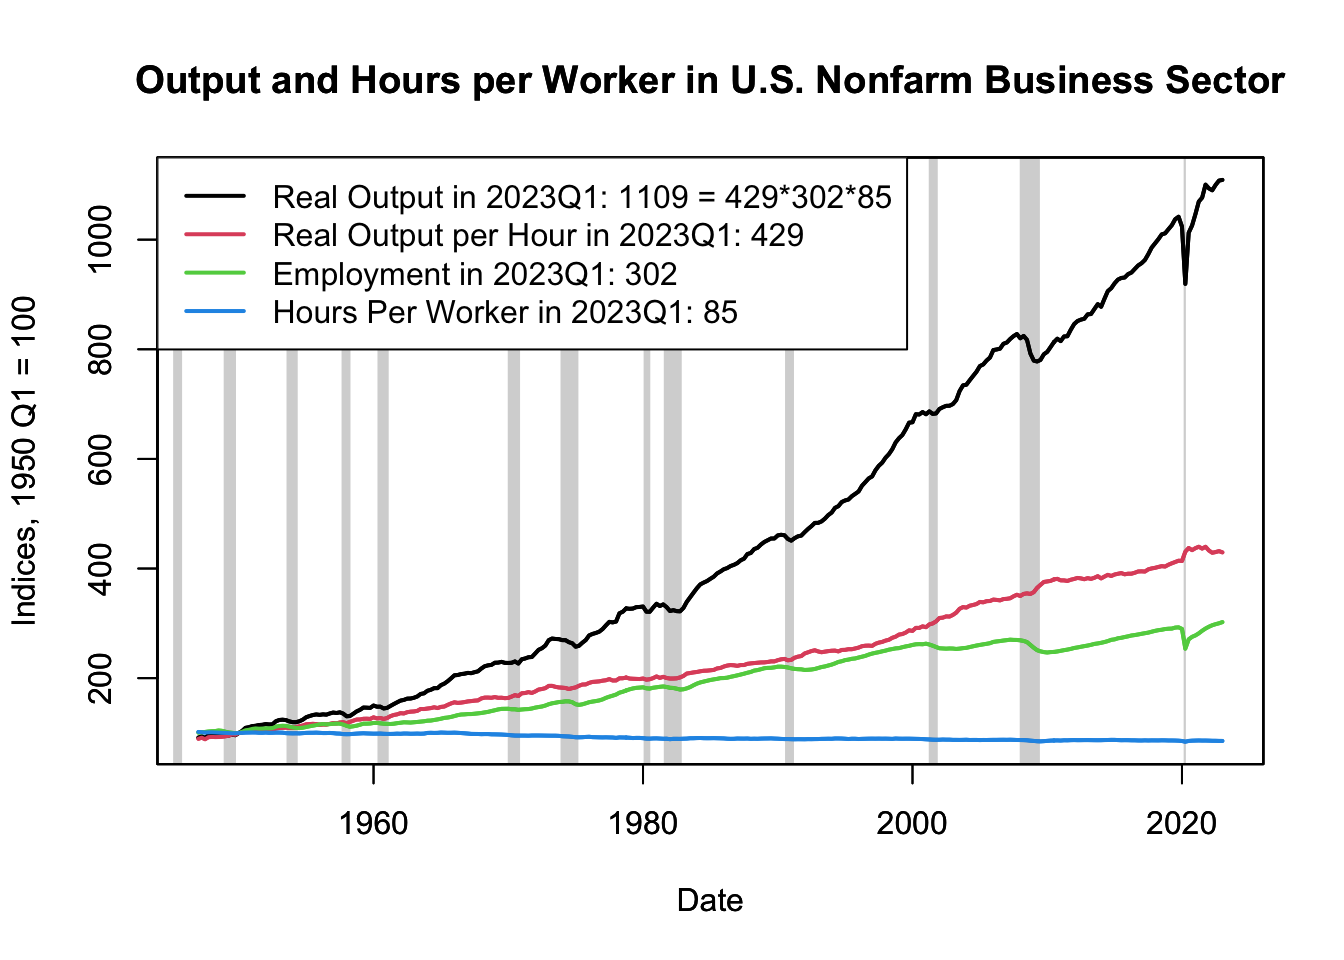 Output and Hours per Worker in U.S. Nonfarm Business Sector
Real Output in 2023Q1: 1109 = 429*302*85
Real Output per Hour in 2023Q1: 429
Employment in 2023Q1: 302
Hours Per Worker in 2023Q1: 85
Indices, 1950 Q1 = 100
1000
800
600
400
200
1960 1980 2000 2020
Date